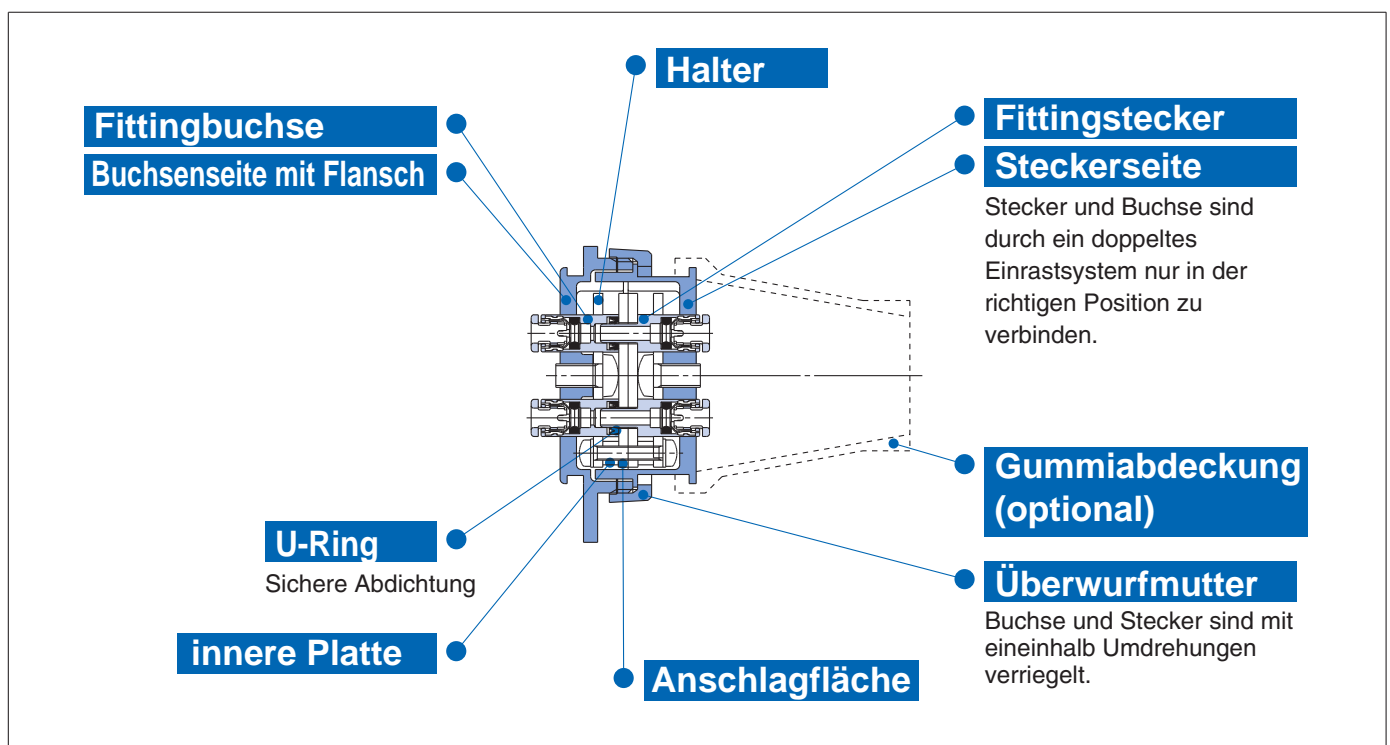 Halter
Fittingbuchse
Buchsenseite mit Flansch
Fittingstecker
Steckerseite
Stecker und Buchse sind
durch ein doppeltes
Einrastsystem nur in der
richtigen Position zu
verbinden.
Gummiabdeckung
(optional)
U-Ring
Sichere Abdichtung
Überwurfmutter
Buchse und Stecker sind mit
eineinhalb Umdrehungen
verriegelt.
innere Platte
Anschlagfläche